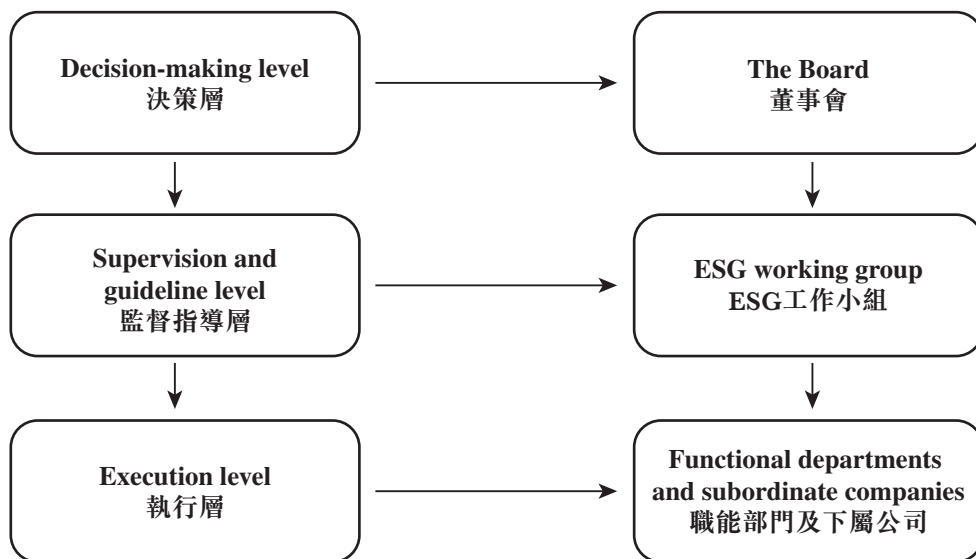 Decision-making level
決策層
The Board
董事會
Supervision and
guideline level
監督指導層
ESG working group
ESG工作小組
Execution level
執行層
Functional departments
and subordinate companies
職能部門及下屬公司